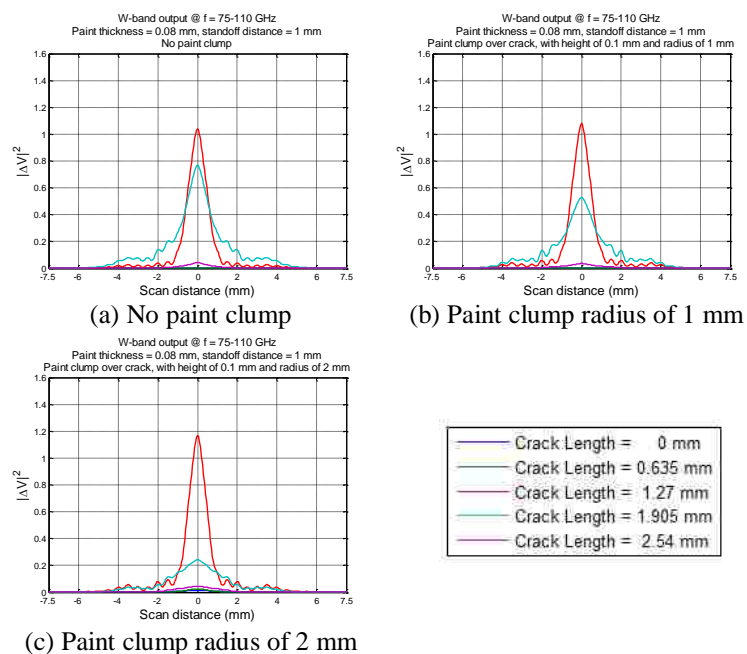 W-band output @ f = 75-110 GHz
Paint thickness = 0.08 mm, standoff distance = 1 mm
No paint clump
1.6
1.4
1.2
1
0.8
0.6
0.4
0.2
0
|ΔV|²
-7.5 -6 -4 -2 0 2 4 6 7.5
Scan distance (mm)
(a) No paint clump
W-band output @ f = 75-110 GHz
Paint thickness = 0.08 mm, standoff distance = 1 mm
Paint clump over crack, with height of 0.1 mm and radius of 1 mm
1.6
1.4
1.2
1
0.8
0.6
0.4
0.2
0
|ΔV|²
-7.5 -6 -4 -2 0 2 4 6 7.5
Scan distance (mm)
(b) Paint clump radius of 1 mm
W-band output @ f = 75-110 GHz
Paint thickness = 0.08 mm, standoff distance = 1 mm
Paint clump over crack, with height of 0.1 mm and radius of 2 mm
1.6
1.4
1.2
1
0.8
0.6
0.4
0.2
0
|ΔV|²
-7.5 -6 -4 -2 0 2 4 6 7.5
Scan distance (mm)
(c) Paint clump radius of 2 mm
Crack Length = 0 mm
Crack Length = 0.635 mm
Crack Length = 1.27 mm
Crack Length = 1.905 mm
Crack Length = 2.54 mm